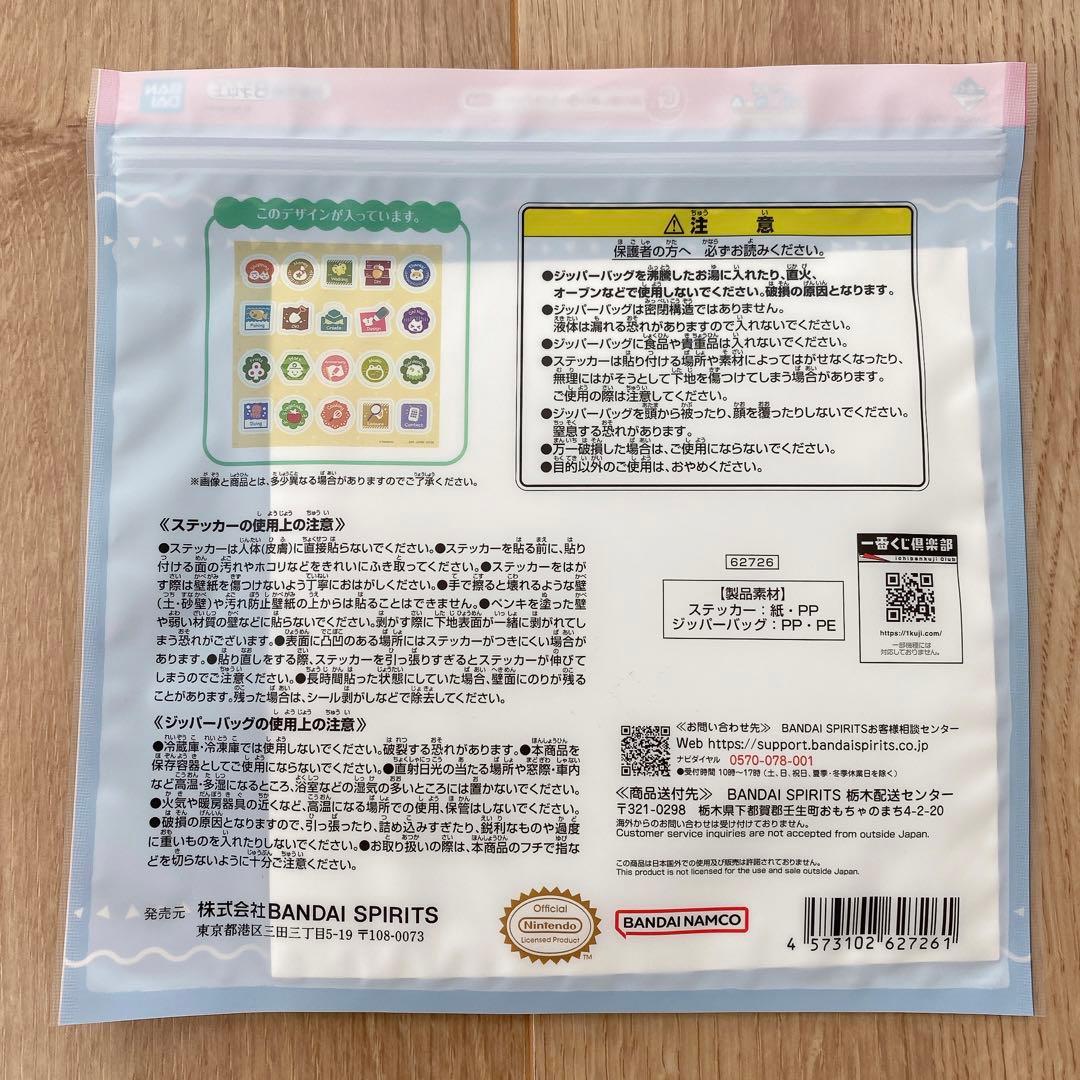 BAN
DAI
このデザインが入っています。
Wedding
DIY
Fishing
Create
Design
Diving
Contact
※画像と商品とは、多少異なる場合がありますのでご了承ください。
⚠注意
保護者の方へ 必ずお読みください。
●ジッパーバッグを沸騰したお湯に入れたり、直火、
オーブンなどで使用しないでください。破損の原因となります。
●ジッパーバッグは密閉構造ではありません。
液体は漏れる恐れがありますので入れないでください。
●ジッパーバッグに食品や貴重品は入れないでください。
●ステッカーは貼り付ける場所や素材によってはがせなくなったり、
無理にはがそうとして下地を傷つけてしまう場合があります。
ご使用の際は注意してください。
●ジッパーバッグを頭から被ったり、顔を覆ったりしないでください。
窒息する恐れがあります。
●万一破損した場合は、ご使用にならないでください。
●目的以外のご使用は、おやめください。
《ステッカーの使用上の注意》
●ステッカーは人体(皮膚)に直接貼らないでください。●ステッカーを貼る前に、貼り
付ける面の汚れやホコリなどをきれいにふき取ってください。●ステッカーをはが
す際は壁紙を傷つけないよう丁寧におはがしください。●手で擦ると壊れるような壁
(土・砂壁)や汚れ防止壁紙の上からは貼ることはできません。●ペンキを塗った壁
や弱い材質の壁などに貼らないでください。剥がす際に下地表面が一緒に剥がれてし
まう恐れがございます。●表面に凸凹のある場所にはステッカーがつきにくい場合が
あります。●貼り直しをする際、ステッカーを引っ張りすぎるとステッカーが伸びて
しまうのでご注意ください。●長時間貼った状態にしていた場合、壁面にのりが残る
ことがあります。残った場合は、シール剥がしなどで除去してください。
《ジッパーバッグの使用上の注意》
●冷蔵庫・冷凍庫では使用しないでください。破裂する恐れがあります。●本商品を
保存容器としてご使用にならないでください。●直射日光の当たる場所や窓際・車内
など高温・多湿になるところ、浴室などの湿気の多いところには置かないでください。
●火気や暖房器具の近くなど、高温になる場所での使用、保管はしないでください。
●破損の原因となりますので、引っ張ったり、詰め込みすぎたり、鋭利なものや過度
に重いものを入れたりしないでください。●お取り扱いの際は、本商品のフチで指な
どを切らないように十分ご注意ください。
62726
【製品素材】
ステッカー:紙・PP
ジッパーバッグ:PP・PE
一番くじ倶楽部
ichibankuji Club
https://1kuji.com/
一部機種には
対応しておりません。
≪お問い合わせ先≫ BANDAI SPIRITSお客様相談センター
Web https://support.bandaispirits.co.jp
ナビダイヤル 0570-078-001
●受付時間 10時~17時(土、日、祝日、夏季・冬季休業日を除く)
≪商品送付先≫ BANDAI SPIRITS 栃木配送センター
〒321-0298 栃木県下都賀郡壬生町おもちゃのまち4-2-20
海外からのお問い合わせは受け付けておりません。
Customer service inquiries are not accepted from outside Japan.
この商品は日本国外での使用及び販売は許諾されておりません。
This product is not licensed for the use and sale outside Japan.
発売元 株式会社BANDAI SPIRITS
東京都港区三田三丁目5-19 〒108-0073
Official
Nintendo
Licensed Product
TM
BANDAI NAMCO
4 573102 627261